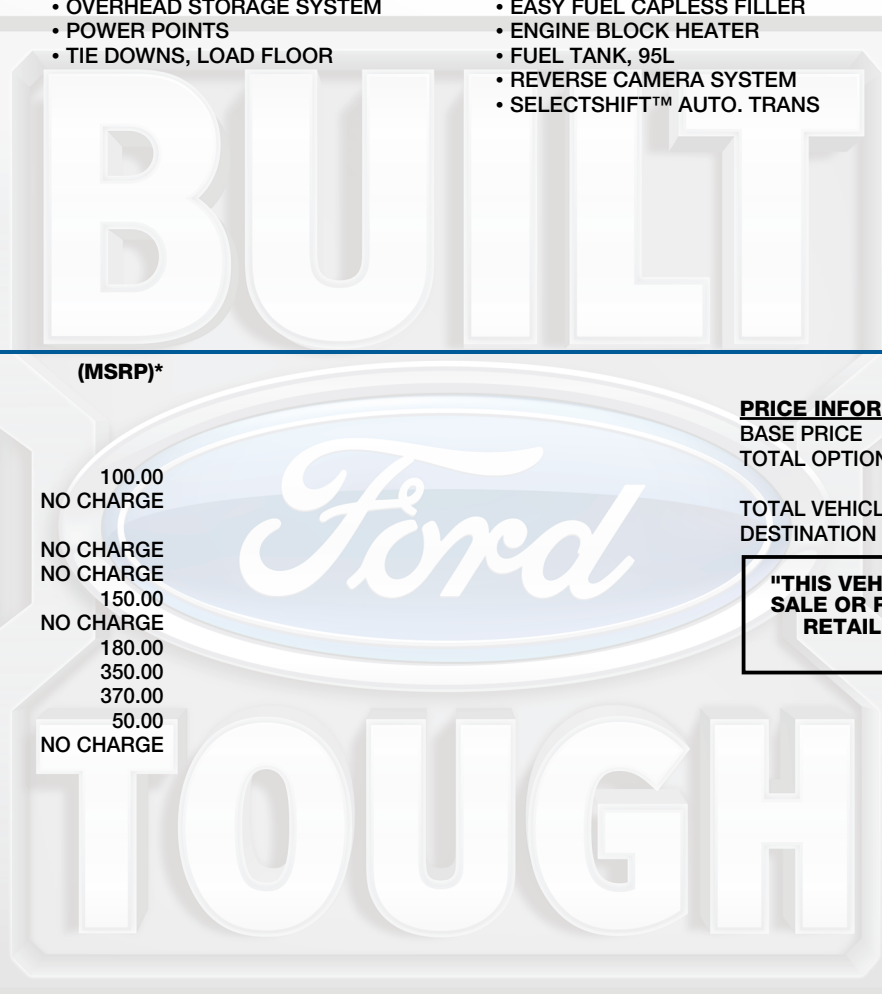 • OVERHEAD STORAGE SYSTEM
• POWER POINTS
• TIE DOWNS, LOAD FLOOR
• EASY FUEL CAPLESS FILLER
• ENGINE BLOCK HEATER
• FUEL TANK, 95L
• REVERSE CAMERA SYSTEM
• SELECTSHIFT™ AUTO. TRANS
BUILT
(MSRP)*
100.00
NO CHARGE
NO CHARGE
NO CHARGE
150.00
NO CHARGE
180.00
350.00
370.00
50.00
NO CHARGE
Ford
PRICE INFOR
BASE PRICE
TOTAL OPTION
TOTAL VEHICL
DESTINATION
"THIS VEH
SALE OR
RETAIL
TOUGH